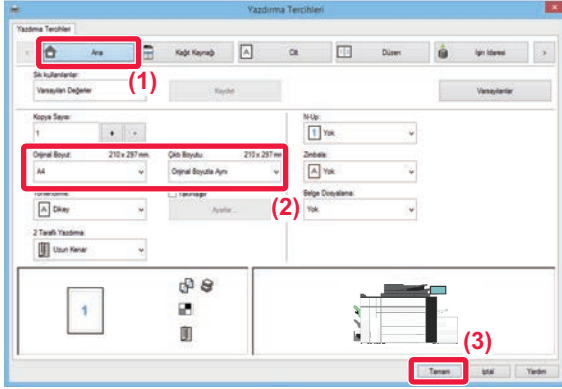 Yazdırma Tercihleri
Yazdırma Tercihleri
Ana
Kağıt Kaynağı
Cilt
Düzen
İşin İdaresi
(1)
Sık kullanılanlar:
Varsayılan Değerler
Kaydet
Varsayılanlar
Kopya Sayısı:
1
N-Up:
1 Yok
Orijinal Boyut: 210 x 297 mm.
Çıktı Boyutu: 210 x 297 mm
Zımbala:
A4
Orijinal Boyutla Aynı
A Yok
(2)
Yönlendirme:
Belge Dosyalama:
A Dikey
Ayarlar...
Yok
2 Taraflı Yazdırma:
Uzun Kenar
1
(3)
Tamam
İptal
Yardım